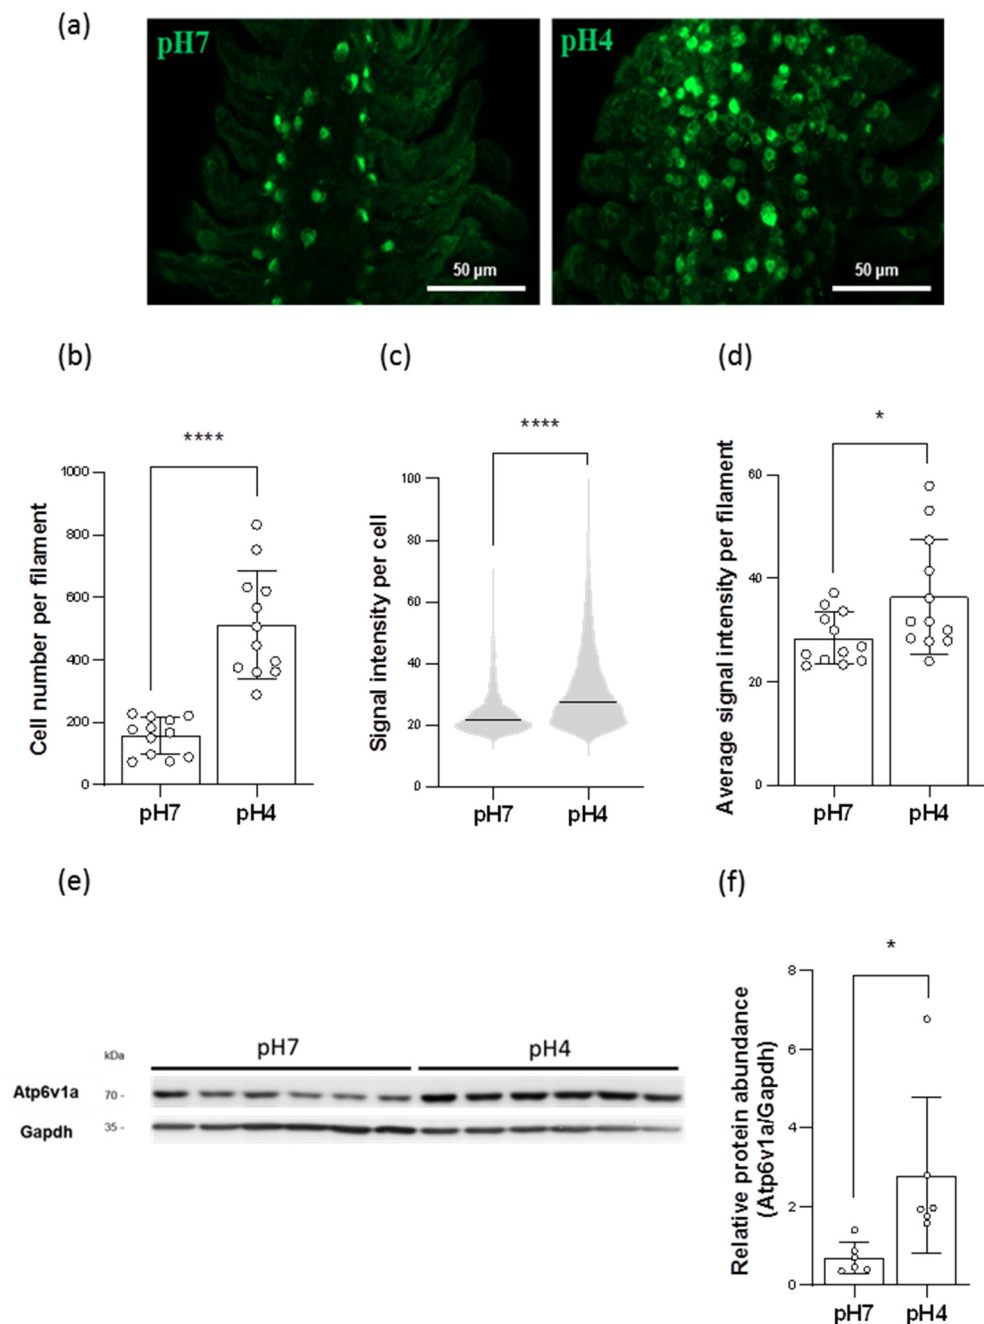 (a)
pH7
50 µm
pH4
50 µm
(b)
****
Cell number per filament
1000
800
600
400
200
0
pH7
pH4
(c)
****
Signal intensity per cell
100
80
60
40
20
0
pH7
pH4
(d)
*
Average signal intensity per filament
60
40
20
0
pH7
pH4
(e)
kDa
pH7
pH4
Atp6v1a
70 -
Gapdh
35 -
(f)
*
Relative protein abundance
(Atp6v1a/Gapdh)
8
6
4
2
0
pH7
pH4